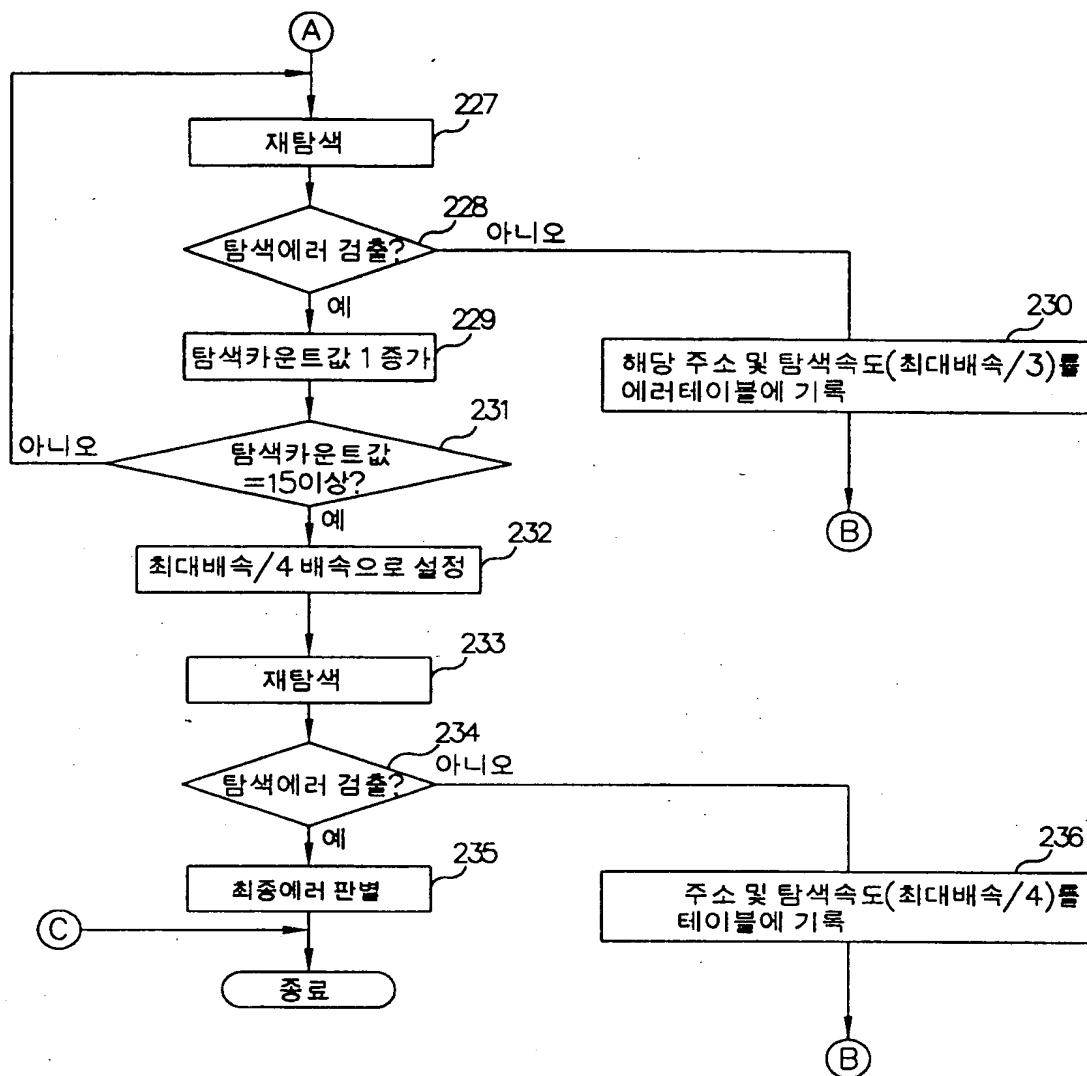 A
227
재탐색
228
탐색에러 검출?
아니오
예
229
탐색카운트값 1 증가
230
해당 주소 및 탐색속도(최대배속/3)를
에러테이블에 기록
231
아니오
탐색카운트값
=15이상?
예
B
232
최대배속/4 배속으로 설정
233
재탐색
234
탐색에러 검출?
아니오
예
235
최종에러 판별
236
주소 및 탐색속도(최대배속/4)를
테이블에 기록
C
종료
B